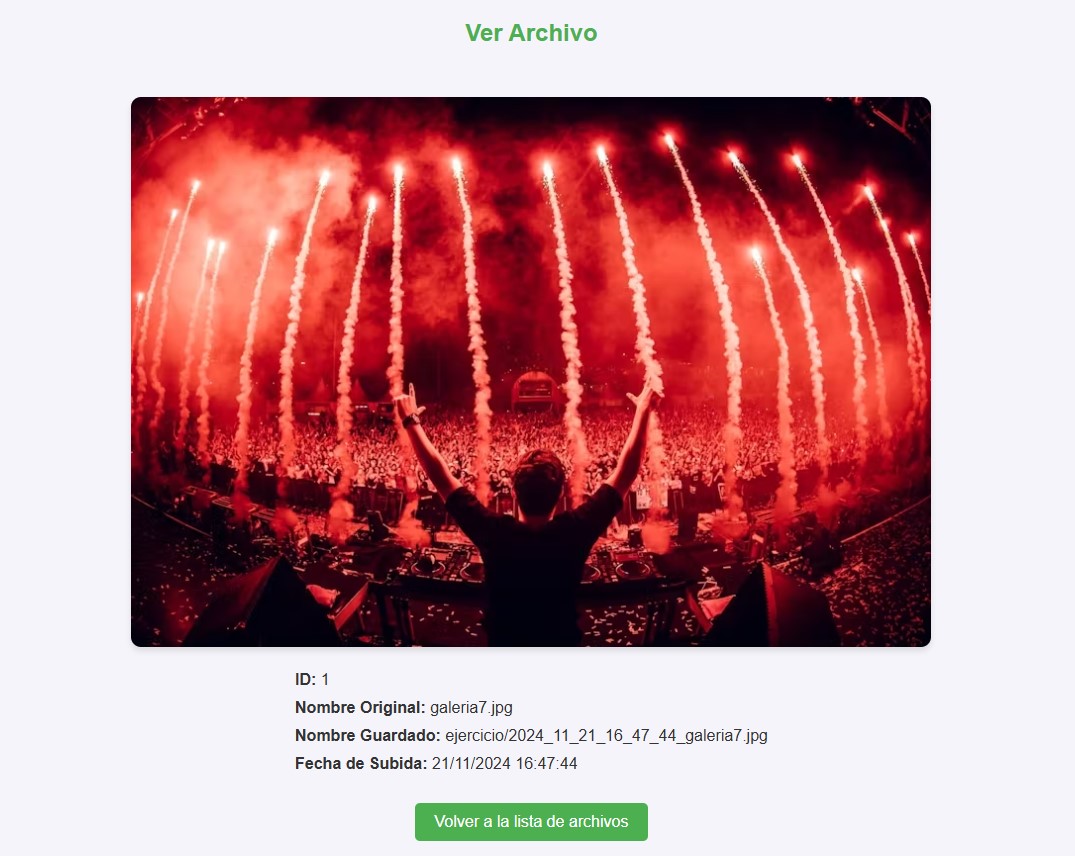 Ver Archivo
ID: 1
Nombre Original: galeria7.jpg
Nombre Guardado: ejercicio/2024_11_21_16_47_44_galeria7.jpg
Fecha de Subida: 21/11/2024 16:47:44
Volver a la lista de archivos